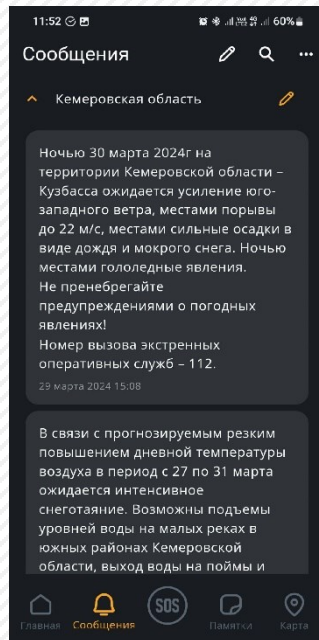 11:52
60%
Сообщения
Кемеровская область
Ночью 30 марта 2024г на
территории Кемеровской области –
Кузбасса ожидается усиление юго-
западного ветра, местами порывы
до 22 м/с, местами сильные осадки в
виде дождя и мокрого снега. Ночью
местами гололедные явления.
Не пренебрегайте
предупреждениями о погодных
явлениях!
Номер вызова экстренных
оперативных служб – 112.
29 марта 2024 15:08
В связи с прогнозируемым резким
повышением дневной температуры
воздуха в период с 27 по 31 марта
ожидается интенсивное
снеготаяние. Возможны подъемы
уровней воды на малых реках в
южных районах Кемеровской
области, выход воды на поймы и
Главная Сообщения SOS Памятки Карта